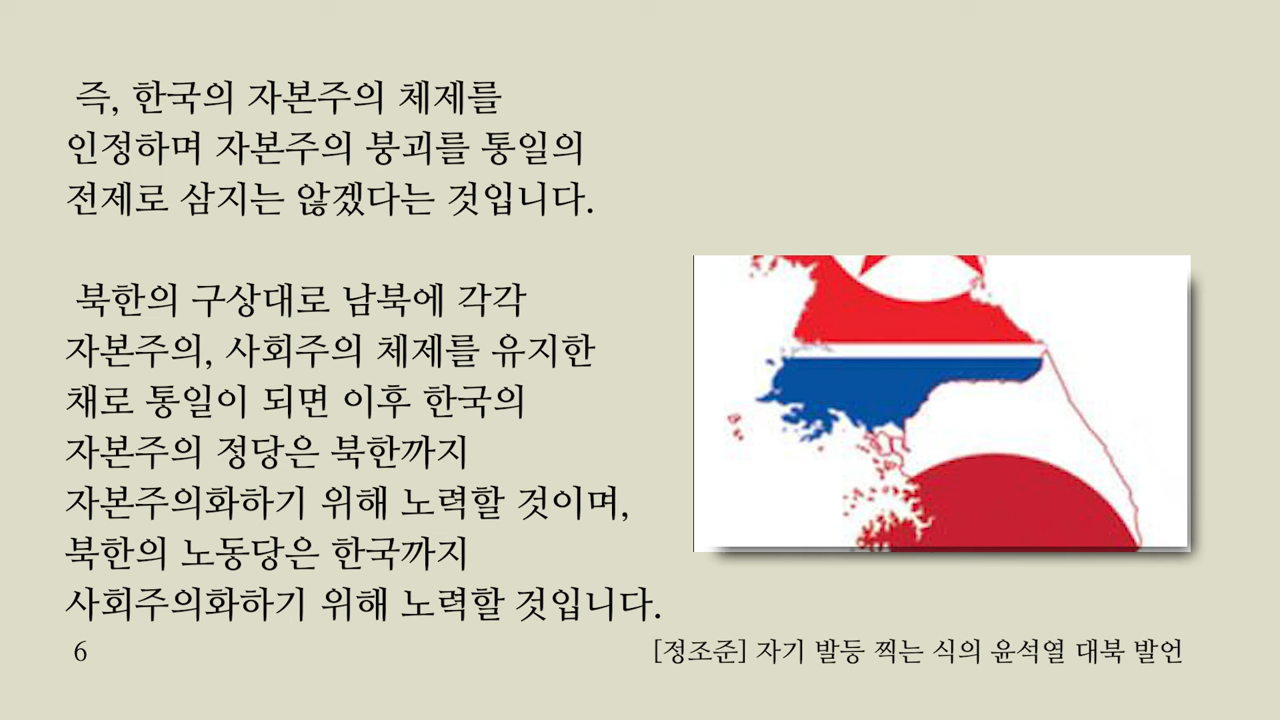 즉, 한국의 자본주의 체제를
인정하며 자본주의 붕괴를 통일의
전제로 삼지는 않겠다는 것입니다.
북한의 구상대로 남북에 각각
자본주의, 사회주의 체제를 유지한
채로 통일이 되면 이후 한국의
자본주의 정당은 북한까지
자본주의화하기 위해 노력할 것이며,
북한의 노동당은 한국까지
사회주의화하기 위해 노력할 것입니다.
6
[정조준] 자기 발등 찍는 식의 윤석열 대북 발언